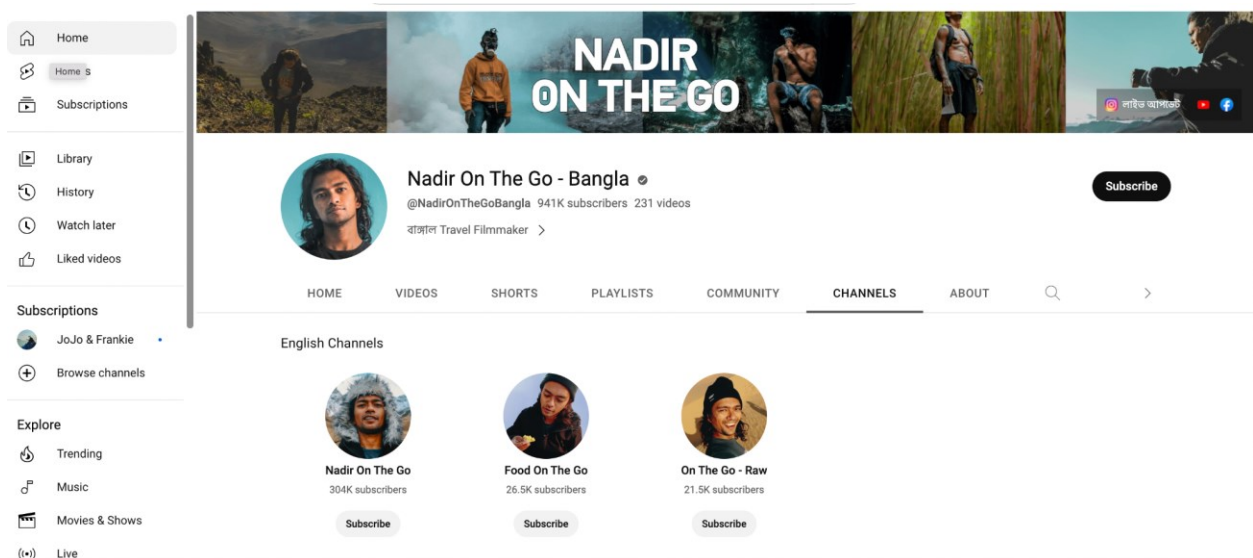 Home
Home s
Subscriptions
Library
History
Watch later
Liked videos
Subscriptions
JoJo & Frankie
Browse channels
Explore
Trending
Music
Movies & Shows
Live
NADIR
ON THE GO
লাইভ আপডেট
Nadir On The Go - Bangla
@NadirOnTheGoBangla 941K subscribers 231 videos
বাঙ্গাল Travel Filmmaker
Subscribe
HOME VIDEOS SHORTS PLAYLISTS COMMUNITY CHANNELS ABOUT
English Channels
Nadir On The Go Food On The Go On The Go - Raw
304K subscribers 26.5K subscribers 21.5K subscribers
Subscribe Subscribe Subscribe